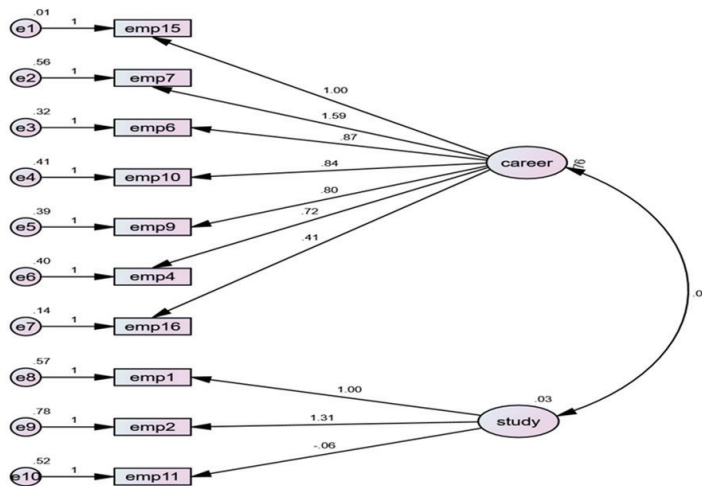 .01
e1 1 emp15
.56
e2 1 emp7
.32
e3 1 emp6
.41
e4 1 emp10
.39
e5 1 emp9
.40
e6 1 emp4
.14
e7 1 emp16
.57
e8 1 emp1
.78
e9 1 emp2
.52
e10 1 emp11
1.00
1.59
.87
.84
.80
.72
.41
career
.76
.0
1.00
1.31
-.06
.03
study